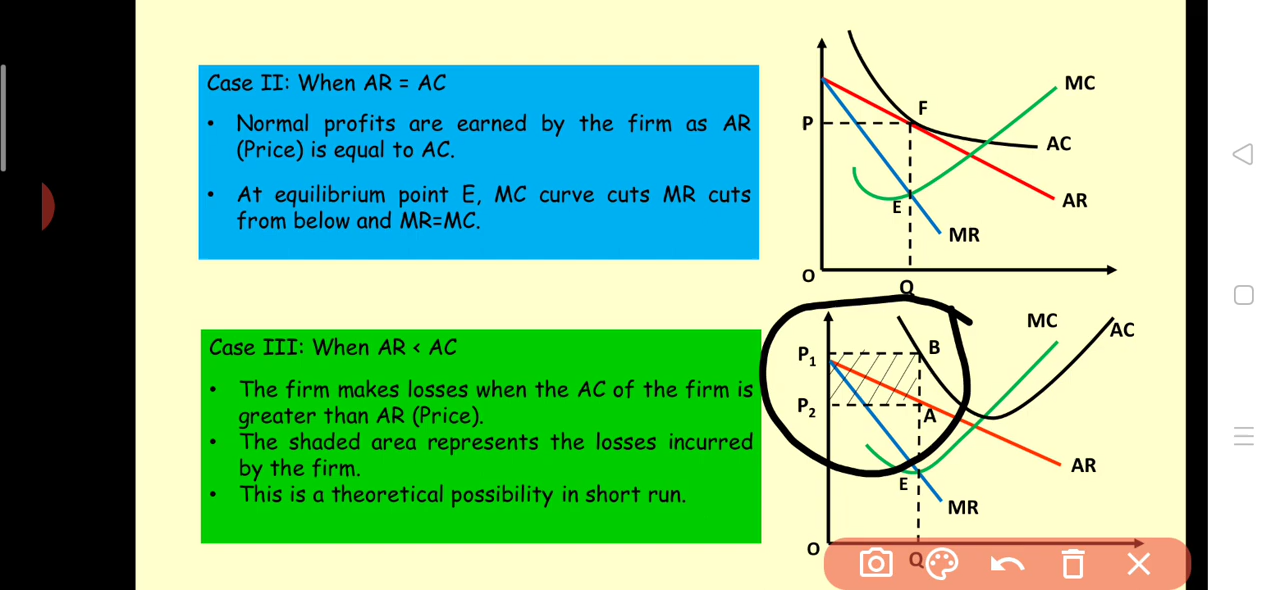 Case II: When AR = AC
• Normal profits are earned by the firm as AR
(Price) is equal to AC.
• At equilibrium point E, MC curve cuts MR cuts
from below and MR=MC.
MC
F
P
AC
AR
E
MR
O
Q
Case III: When AR < AC
• The firm makes losses when the AC of the firm is
greater than AR (Price).
• The shaded area represents the losses incurred
by the firm.
• This is a theoretical possibility in short run.
MC
AC
P1
B
P2
A
AR
E
MR
O
Q